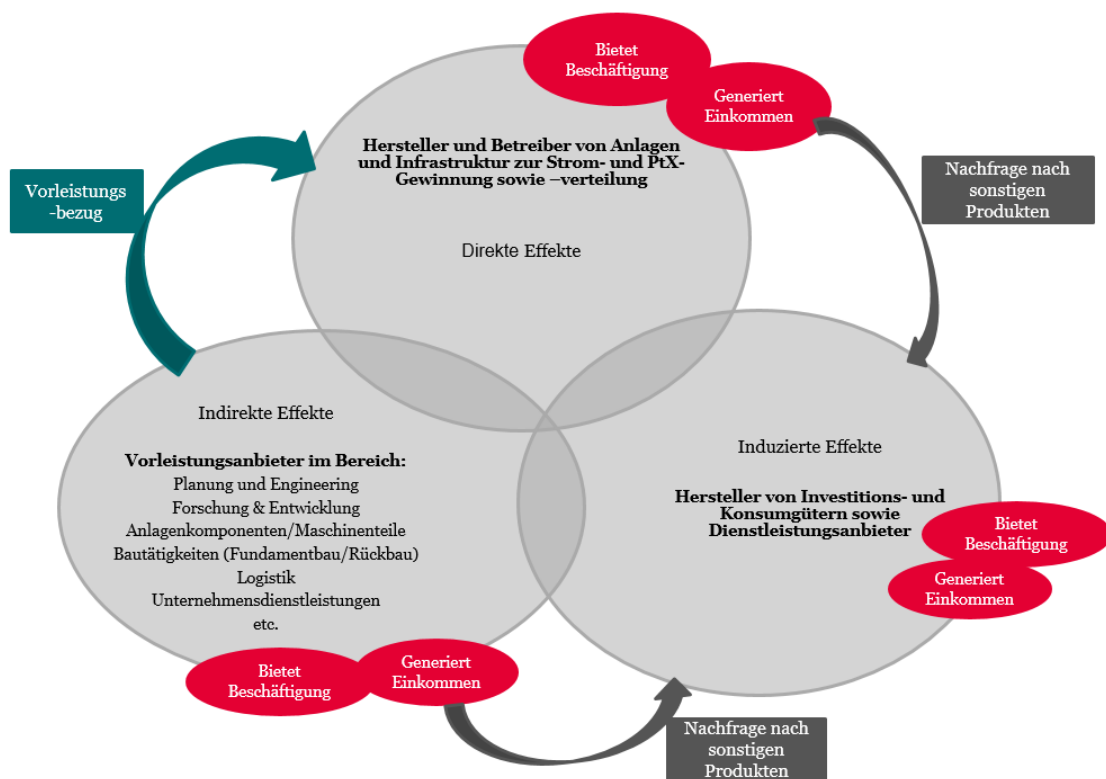 Bietet
Beschäftigung
Generiert
Einkommen
Hersteller und Betreiber von Anlagen
und Infrastruktur zur Strom- und PtX-
Gewinnung sowie –verteilung
Direkte Effekte
Vorleistungs
-bezug
Nachfrage nach
sonstigen
Produkten
Indirekte Effekte
Vorleistungsanbieter im Bereich:
Planung und Engineering
Forschung & Entwicklung
Anlagenkomponenten/Maschinenteile
Bautätigkeiten (Fundamentbau/Rückbau)
Logistik
Unternehmensdienstleistungen
etc.
Bietet
Beschäftigung
Generiert
Einkommen
Induzierte Effekte
Hersteller von Investitions- und
Konsumgütern sowie
Dienstleistungsanbieter
Bietet
Beschäftigung
Generiert
Einkommen
Nachfrage nach
sonstigen
Produkten